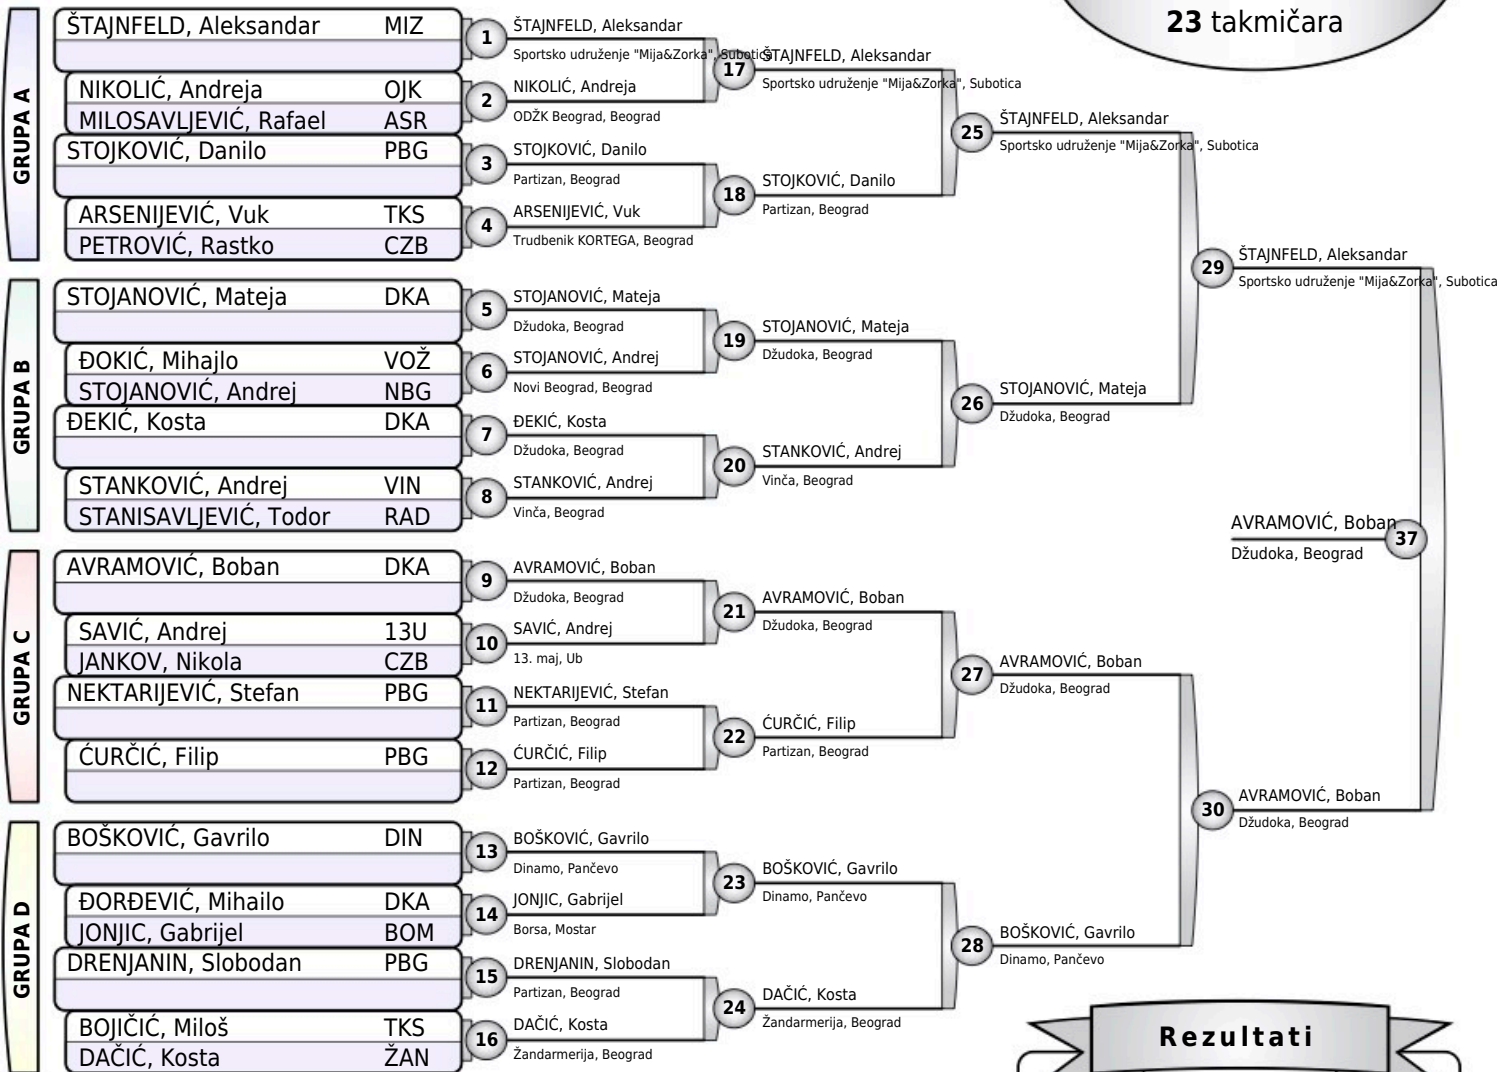 23 takmičara
GRUPA A
ŠTAJNFELD, Aleksandar MIZ
NIKOLIĆ, Andreja OJK
MILOSAVLJEVIĆ, Rafael ASR
STOJKOVIĆ, Danilo PBG
ARSENIJEVIĆ, Vuk TKS
PETROVIĆ, Rastko CZB
GRUPA B
STOJANOVIĆ, Mateja DKA
ĐOKIĆ, Mihajlo VOŽ
STOJANOVIĆ, Andrej NBG
ĐEKIĆ, Kosta DKA
STANKOVIĆ, Andrej VIN
STANISAVLJEVIĆ, Todor RAD
GRUPA C
AVRAMOVIĆ, Boban DKA
SAVIĆ, Andrej 13U
JANKOV, Nikola CZB
NEKTARIJEVIĆ, Stefan PBG
ĆURČIĆ, Filip PBG
GRUPA D
BOŠKOVIĆ, Gavrilo DIN
ĐORĐEVIĆ, Mihailo DKA
JONJIC, Gabrijel BOM
DRENJANIN, Slobodan PBG
BOJIČIĆ, Miloš TKS
DAČIĆ, Kosta ŽAN
1 ŠTAJNFELD, Aleksandar
Sportsko udruženje "Mija&Zorka", Subotica
2 NIKOLIĆ, Andreja
ODŽK Beograd, Beograd
3 STOJKOVIĆ, Danilo
Partizan, Beograd
4 ARSENIJEVIĆ, Vuk
Trudbenik KORTEGA, Beograd
5 STOJANOVIĆ, Mateja
Džudoka, Beograd
6 STOJANOVIĆ, Andrej
Novi Beograd, Beograd
7 ĐEKIĆ, Kosta
Džudoka, Beograd
8 STANKOVIĆ, Andrej
Vinča, Beograd
9 AVRAMOVIĆ, Boban
Džudoka, Beograd
10 SAVIĆ, Andrej
13. maj, Ub
11 NEKTARIJEVIĆ, Stefan
Partizan, Beograd
12 ĆURČIĆ, Filip
Partizan, Beograd
13 BOŠKOVIĆ, Gavrilo
Dinamo, Pančevo
14 JONJIC, Gabrijel
Borsa, Mostar
15 DRENJANIN, Slobodan
Partizan, Beograd
16 DAČIĆ, Kosta
Žandarmerija, Beograd
17 ŠTAJNFELD, Aleksandar
Sportsko udruženje "Mija&Zorka", Subotica
18 STOJKOVIĆ, Danilo
Partizan, Beograd
19 STOJANOVIĆ, Mateja
Džudoka, Beograd
20 STANKOVIĆ, Andrej
Vinča, Beograd
21 AVRAMOVIĆ, Boban
Džudoka, Beograd
22 ĆURČIĆ, Filip
Partizan, Beograd
23 BOŠKOVIĆ, Gavrilo
Dinamo, Pančevo
24 DAČIĆ, Kosta
Žandarmerija, Beograd
25 ŠTAJNFELD, Aleksandar
Sportsko udruženje "Mija&Zorka", Subotica
26 STOJANOVIĆ, Mateja
Džudoka, Beograd
27 AVRAMOVIĆ, Boban
Džudoka, Beograd
28 BOŠKOVIĆ, Gavrilo
Dinamo, Pančevo
29 ŠTAJNFELD, Aleksandar
Sportsko udruženje "Mija&Zorka", Subotica
30 AVRAMOVIĆ, Boban
Džudoka, Beograd
AVRAMOVIĆ, Boban 37
Džudoka, Beograd
Rezultati